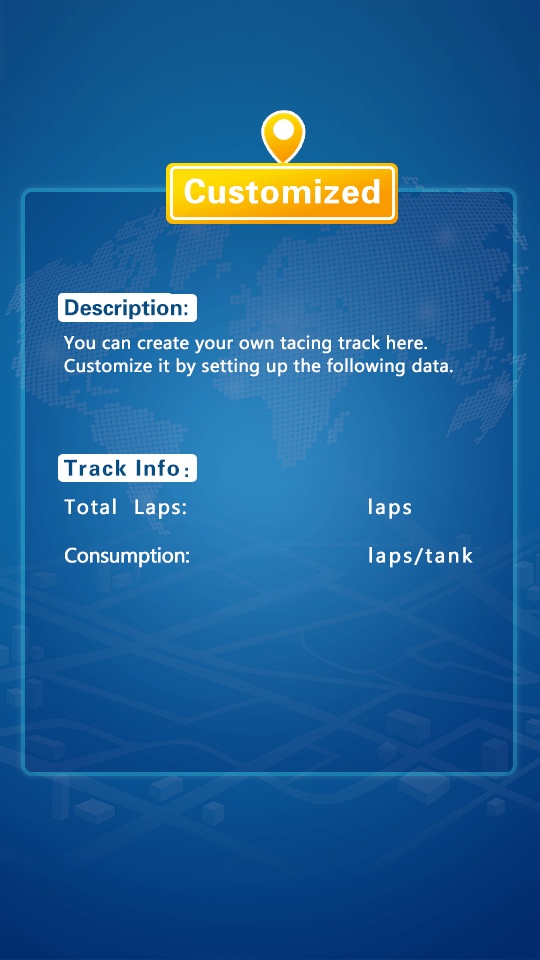 Customized
Description:
You can create your own tacing track here.
Customize it by setting up the following data.
Track Info:
Total Laps: laps
Consumption: laps/tank